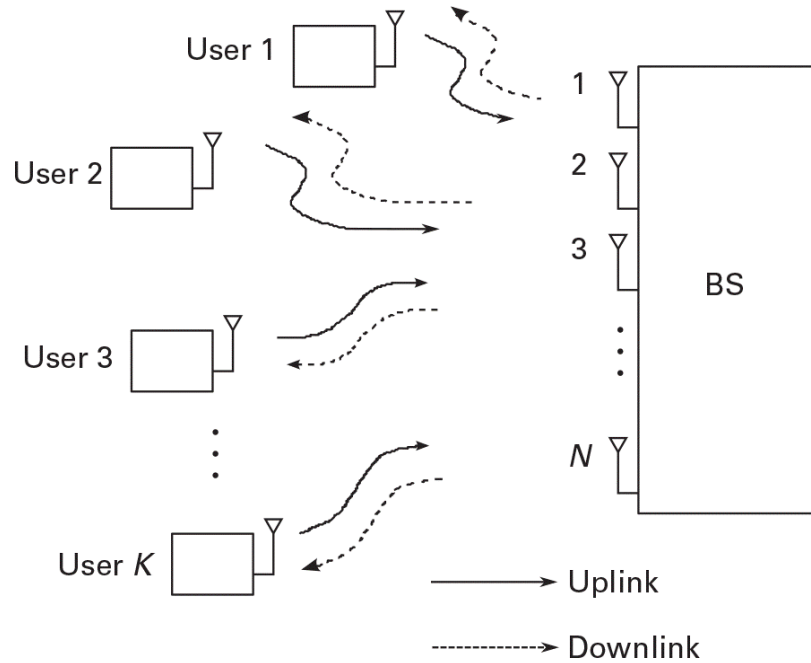 User 1
1
User 2
2
3
BS
User 3
N
User K
Uplink
Downlink